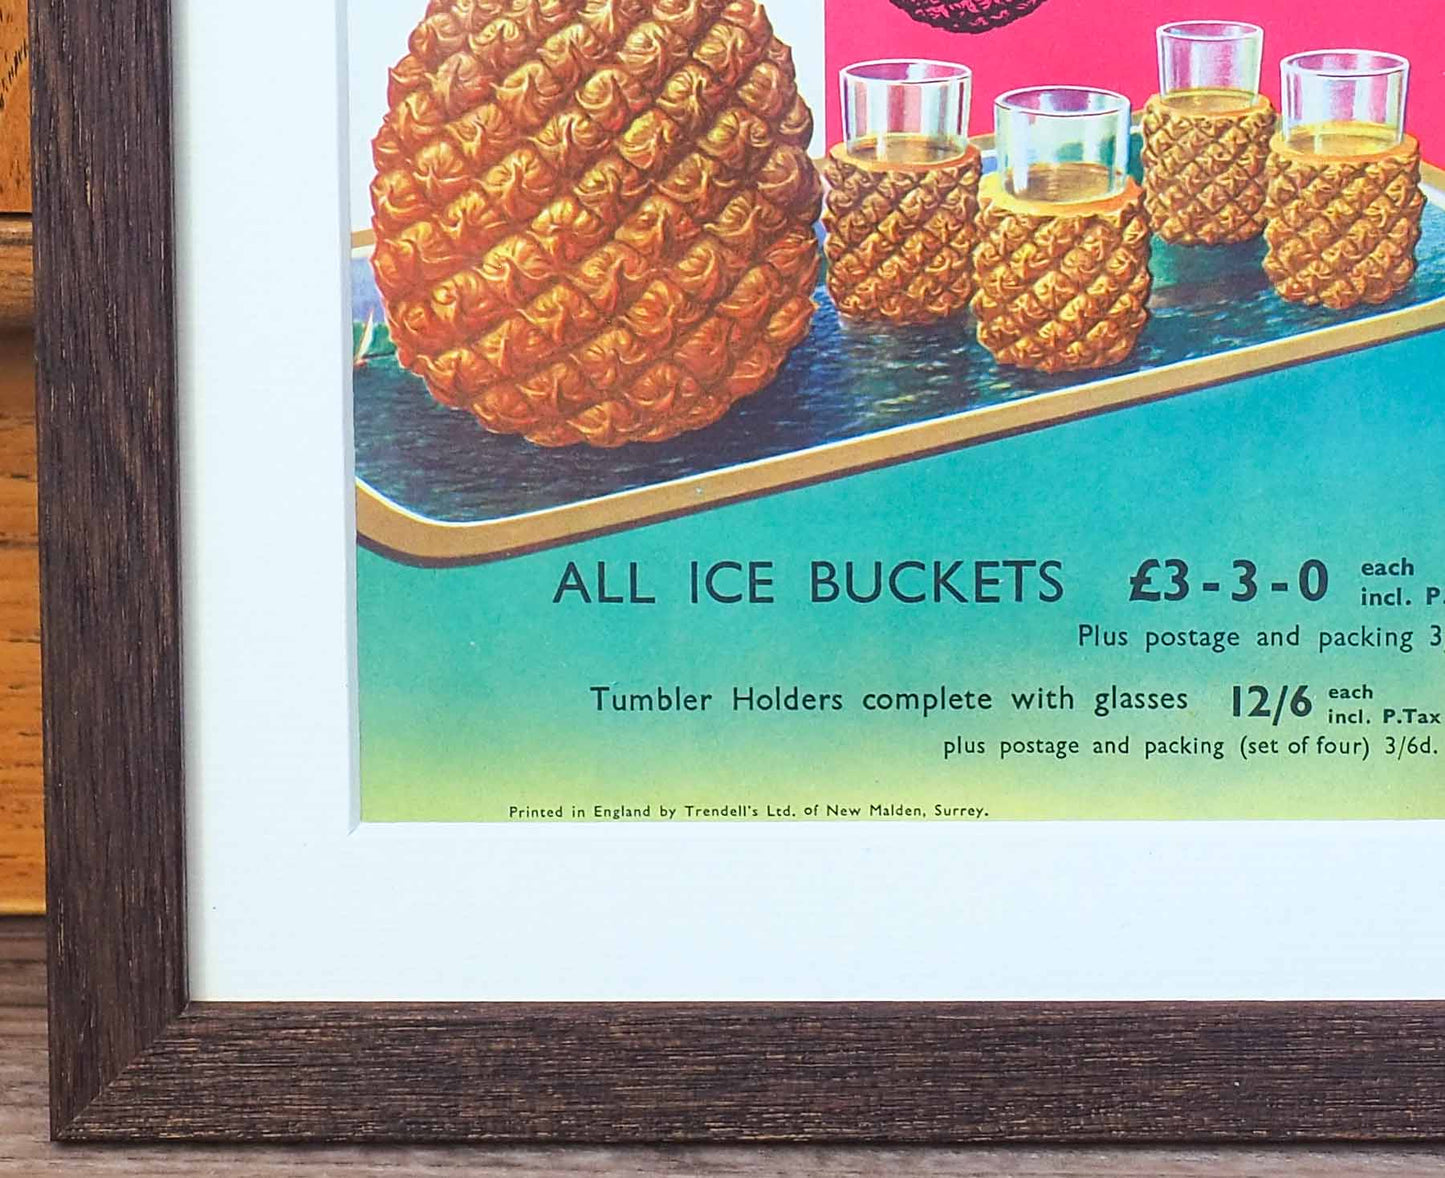 ALL ICE BUCKETS £3-3-0 each
incl. P.
Plus postage and packing
Tumbler Holders complete with glasses 12/6 each
incl. P.Tax
plus postage and packing (set of four) 3/6d.
Printed in England by Trendell's Ltd. of New Malden, Surrey.